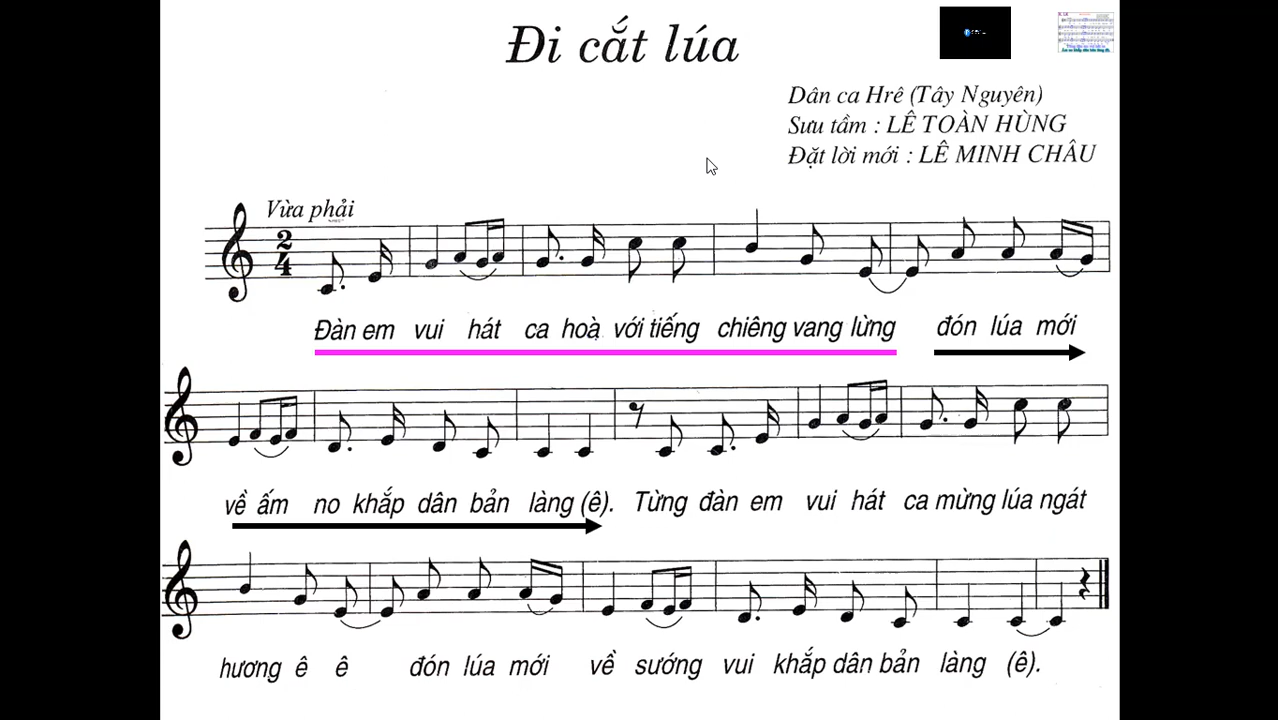 Đi cắt lúa
Dân ca Hrê (Tây Nguyên)
Sưu tầm : LÊ TOÀN HÙNG
Đặt lời mới : LÊ MINH CHÂU
Vừa phải
2
4
Đàn em vui hát ca hoà với tiếng chiêng vang lừng đón lúa mới
về ấm no khắp dân bản làng (ê). Từng đàn em vui hát ca mừng lúa ngát
hương ê ê đón lúa mới về sướng vui khắp dân bản làng (ê).